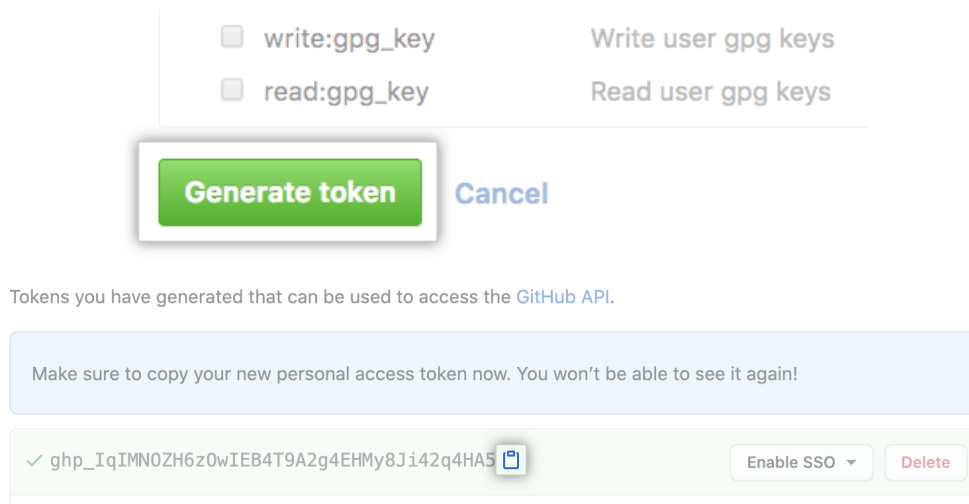 write:gpg_key Write user gpg keys
read:gpg_key Read user gpg keys
Generate token Cancel
Tokens you have generated that can be used to access the GitHub API.
Make sure to copy your new personal access token now. You won’t be able to see it again!
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 Enable SSO Delete